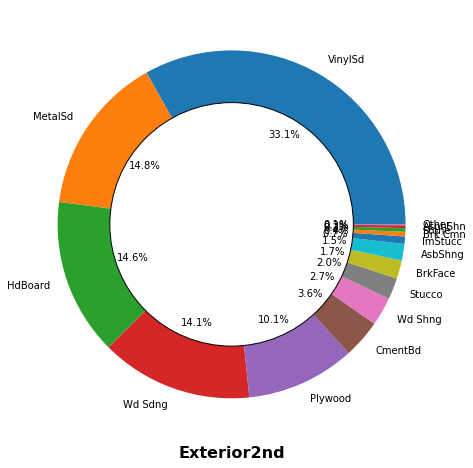 VinylSd
33.1%
MetalSd
14.8%
HdBoard
14.6%
Wd Sdng
14.1%
Plywood
10.1%
CmentBd
3.6%
Wd Shng
2.7%
Stucco
2.0%
BrkFace
1.7%
AsbShng
1.5%
ImStucc
Brk Cmn
Other
Exterior2nd